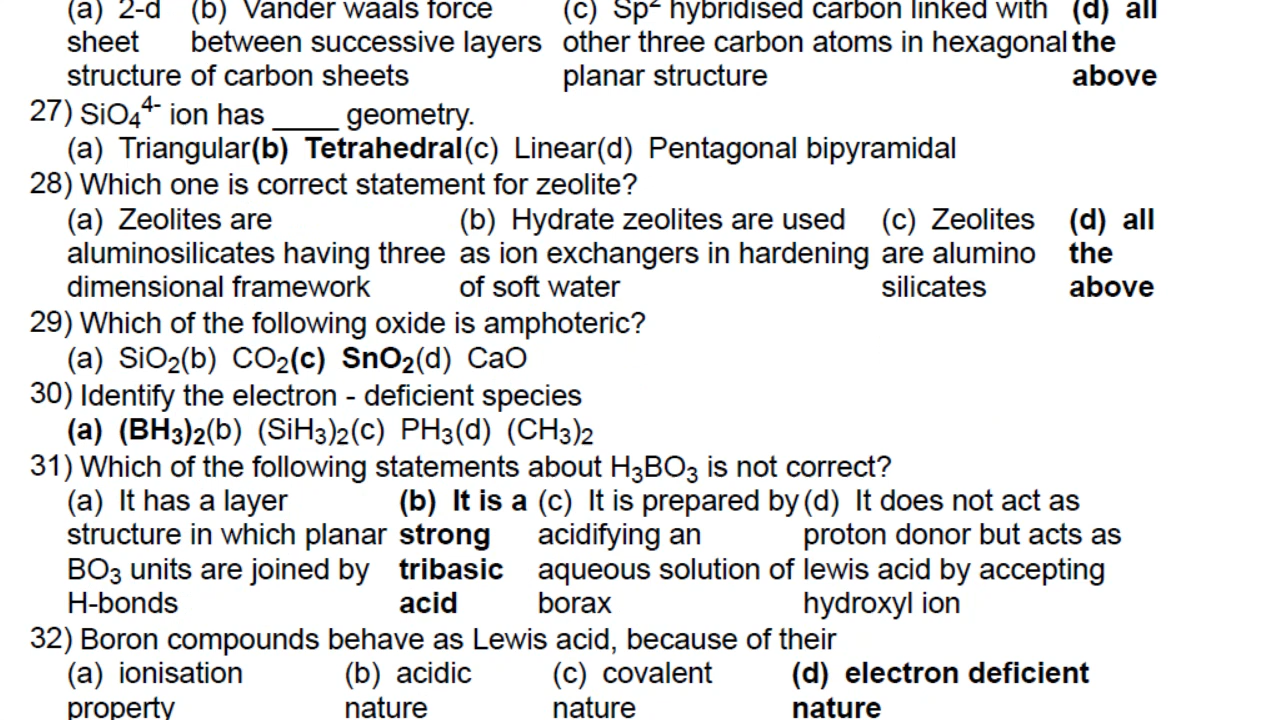 (a) 2-d (b) Vander waals force (c) Sp² hybridised carbon linked with (d) all
sheet between successive layers other three carbon atoms in hexagonal the
structure of carbon sheets planar structure above
27) SiO₄⁴⁻ ion has ____ geometry.
(a) Triangular(b) Tetrahedral(c) Linear(d) Pentagonal bipyramidal
28) Which one is correct statement for zeolite?
(a) Zeolites are (b) Hydrate zeolites are used (c) Zeolites (d) all
aluminosilicates having three as ion exchangers in hardening are alumino the
dimensional framework of soft water silicates above
29) Which of the following oxide is amphoteric?
(a) SiO₂(b) CO₂(c) SnO₂(d) CaO
30) Identify the electron - deficient species
(a) (BH₃)₂(b) (SiH₃)₂(c) PH₃(d) (CH₃)₂
31) Which of the following statements about H₃BO₃ is not correct?
(a) It has a layer (b) It is a (c) It is prepared by (d) It does not act as
structure in which planar strong acidifying an proton donor but acts as
BO₃ units are joined by tribasic aqueous solution of lewis acid by accepting
H-bonds acid borax hydroxyl ion
32) Boron compounds behave as Lewis acid, because of their
(a) ionisation (b) acidic (c) covalent (d) electron deficient
property nature nature nature